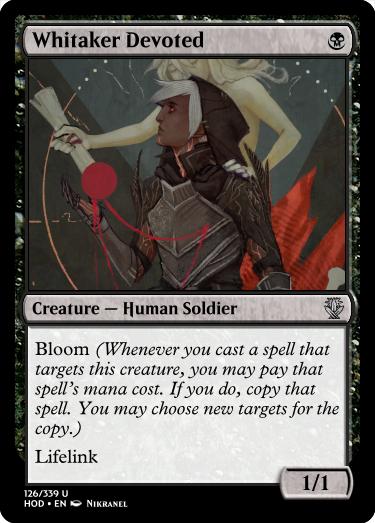 Whitaker Devoted
Creature — Human Soldier
Bloom (Whenever you cast a spell that
targets this creature, you may pay that
spell's mana cost. If you do, copy that
spell. You may choose new targets for the
copy.)
Lifelink
1/1
126/339 U
HOD • EN Nikranel